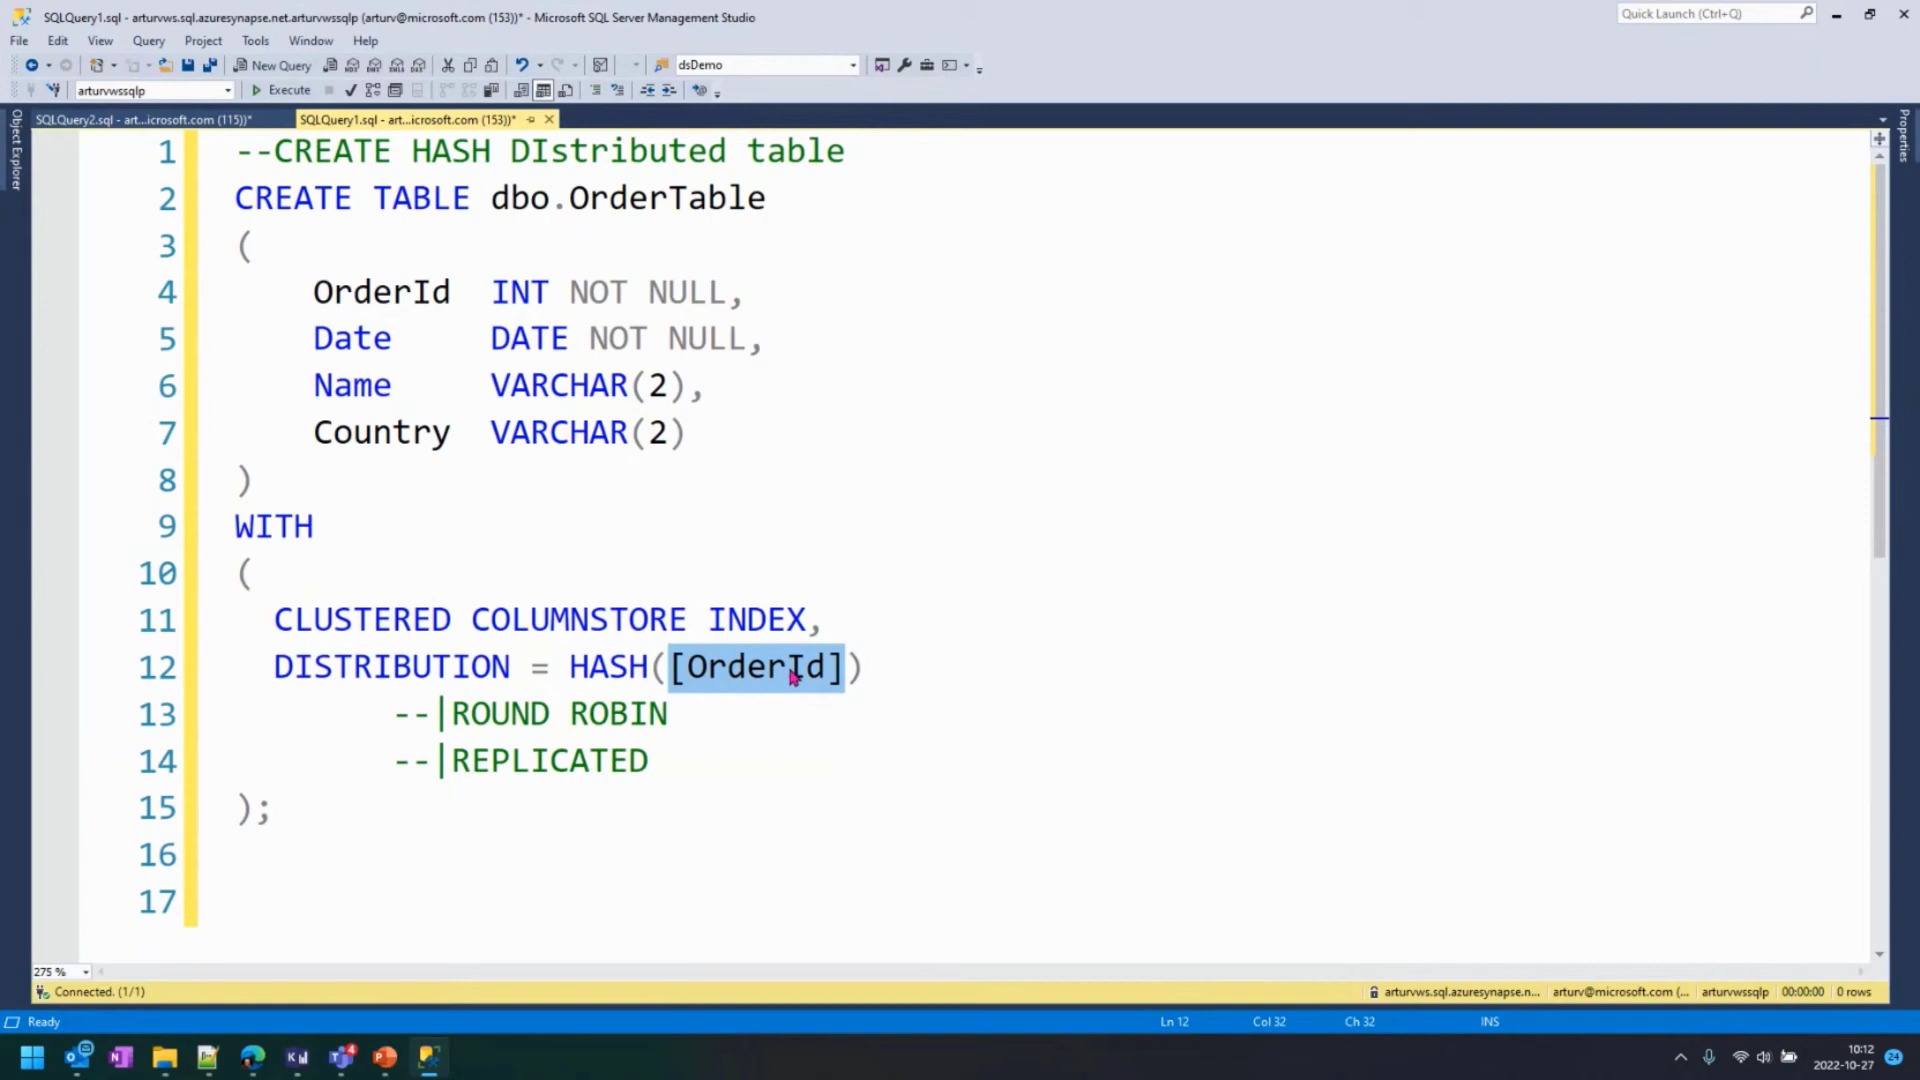 SQLQuery1.sql - arturvws.sql.azuresynapse.net.arturvwssqlp (arturv@microsoft.com (153))* - Microsoft SQL Server Management Studio
Quick Launch (Ctrl+Q)
File Edit View Query Project Tools Window Help
New Query
dsDemo
arturvwssqlp
Execute
SQLQuery2.sql - art...icrosoft.com (115))*
SQLQuery1.sql - art...icrosoft.com (153))*
Object Explorer
Properties
1 --CREATE HASH DIstributed table
2 CREATE TABLE dbo.OrderTable
3 (
4 OrderId INT NOT NULL,
5 Date DATE NOT NULL,
6 Name VARCHAR(2),
7 Country VARCHAR(2)
8 )
9 WITH
10 (
11 CLUSTERED COLUMNSTORE INDEX,
12 DISTRIBUTION = HASH([OrderId])
13 --|ROUND ROBIN
14 --|REPLICATED
15 );
16
17
275 %
Connected. (1/1)
arturvws.sql.azuresynapse.n... arturv@microsoft.com (... arturvwssqlp 00:00:00 0 rows
Ready
Ln 12 Col 32 Ch 32 INS
10:12
2022-10-27
24